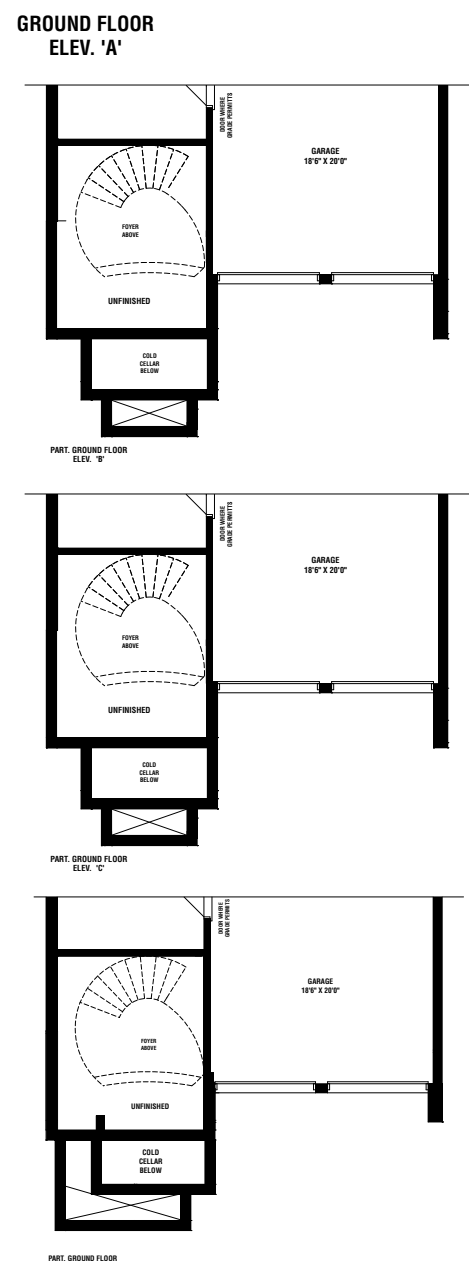 GROUND FLOOR
ELEV. 'A'
DOOR WHERE
GRADE PERMITTS
GARAGE
18'6" X 20'0"
FOYER
ABOVE
UNFINISHED
COLD
CELLAR
BELOW
PART. GROUND FLOOR
ELEV. 'B'
DOOR WHERE
GRADE PERMITTS
GARAGE
18'6" X 20'0"
FOYER
ABOVE
UNFINISHED
COLD
CELLAR
BELOW
PART. GROUND FLOOR
ELEV. 'C'
DOOR WHERE
GRADE PERMITS
GARAGE
18'6" X 20'0"
FOYER
ABOVE
UNFINISHED
COLD
CELLAR
BELOW
PART. GROUND FLOOR